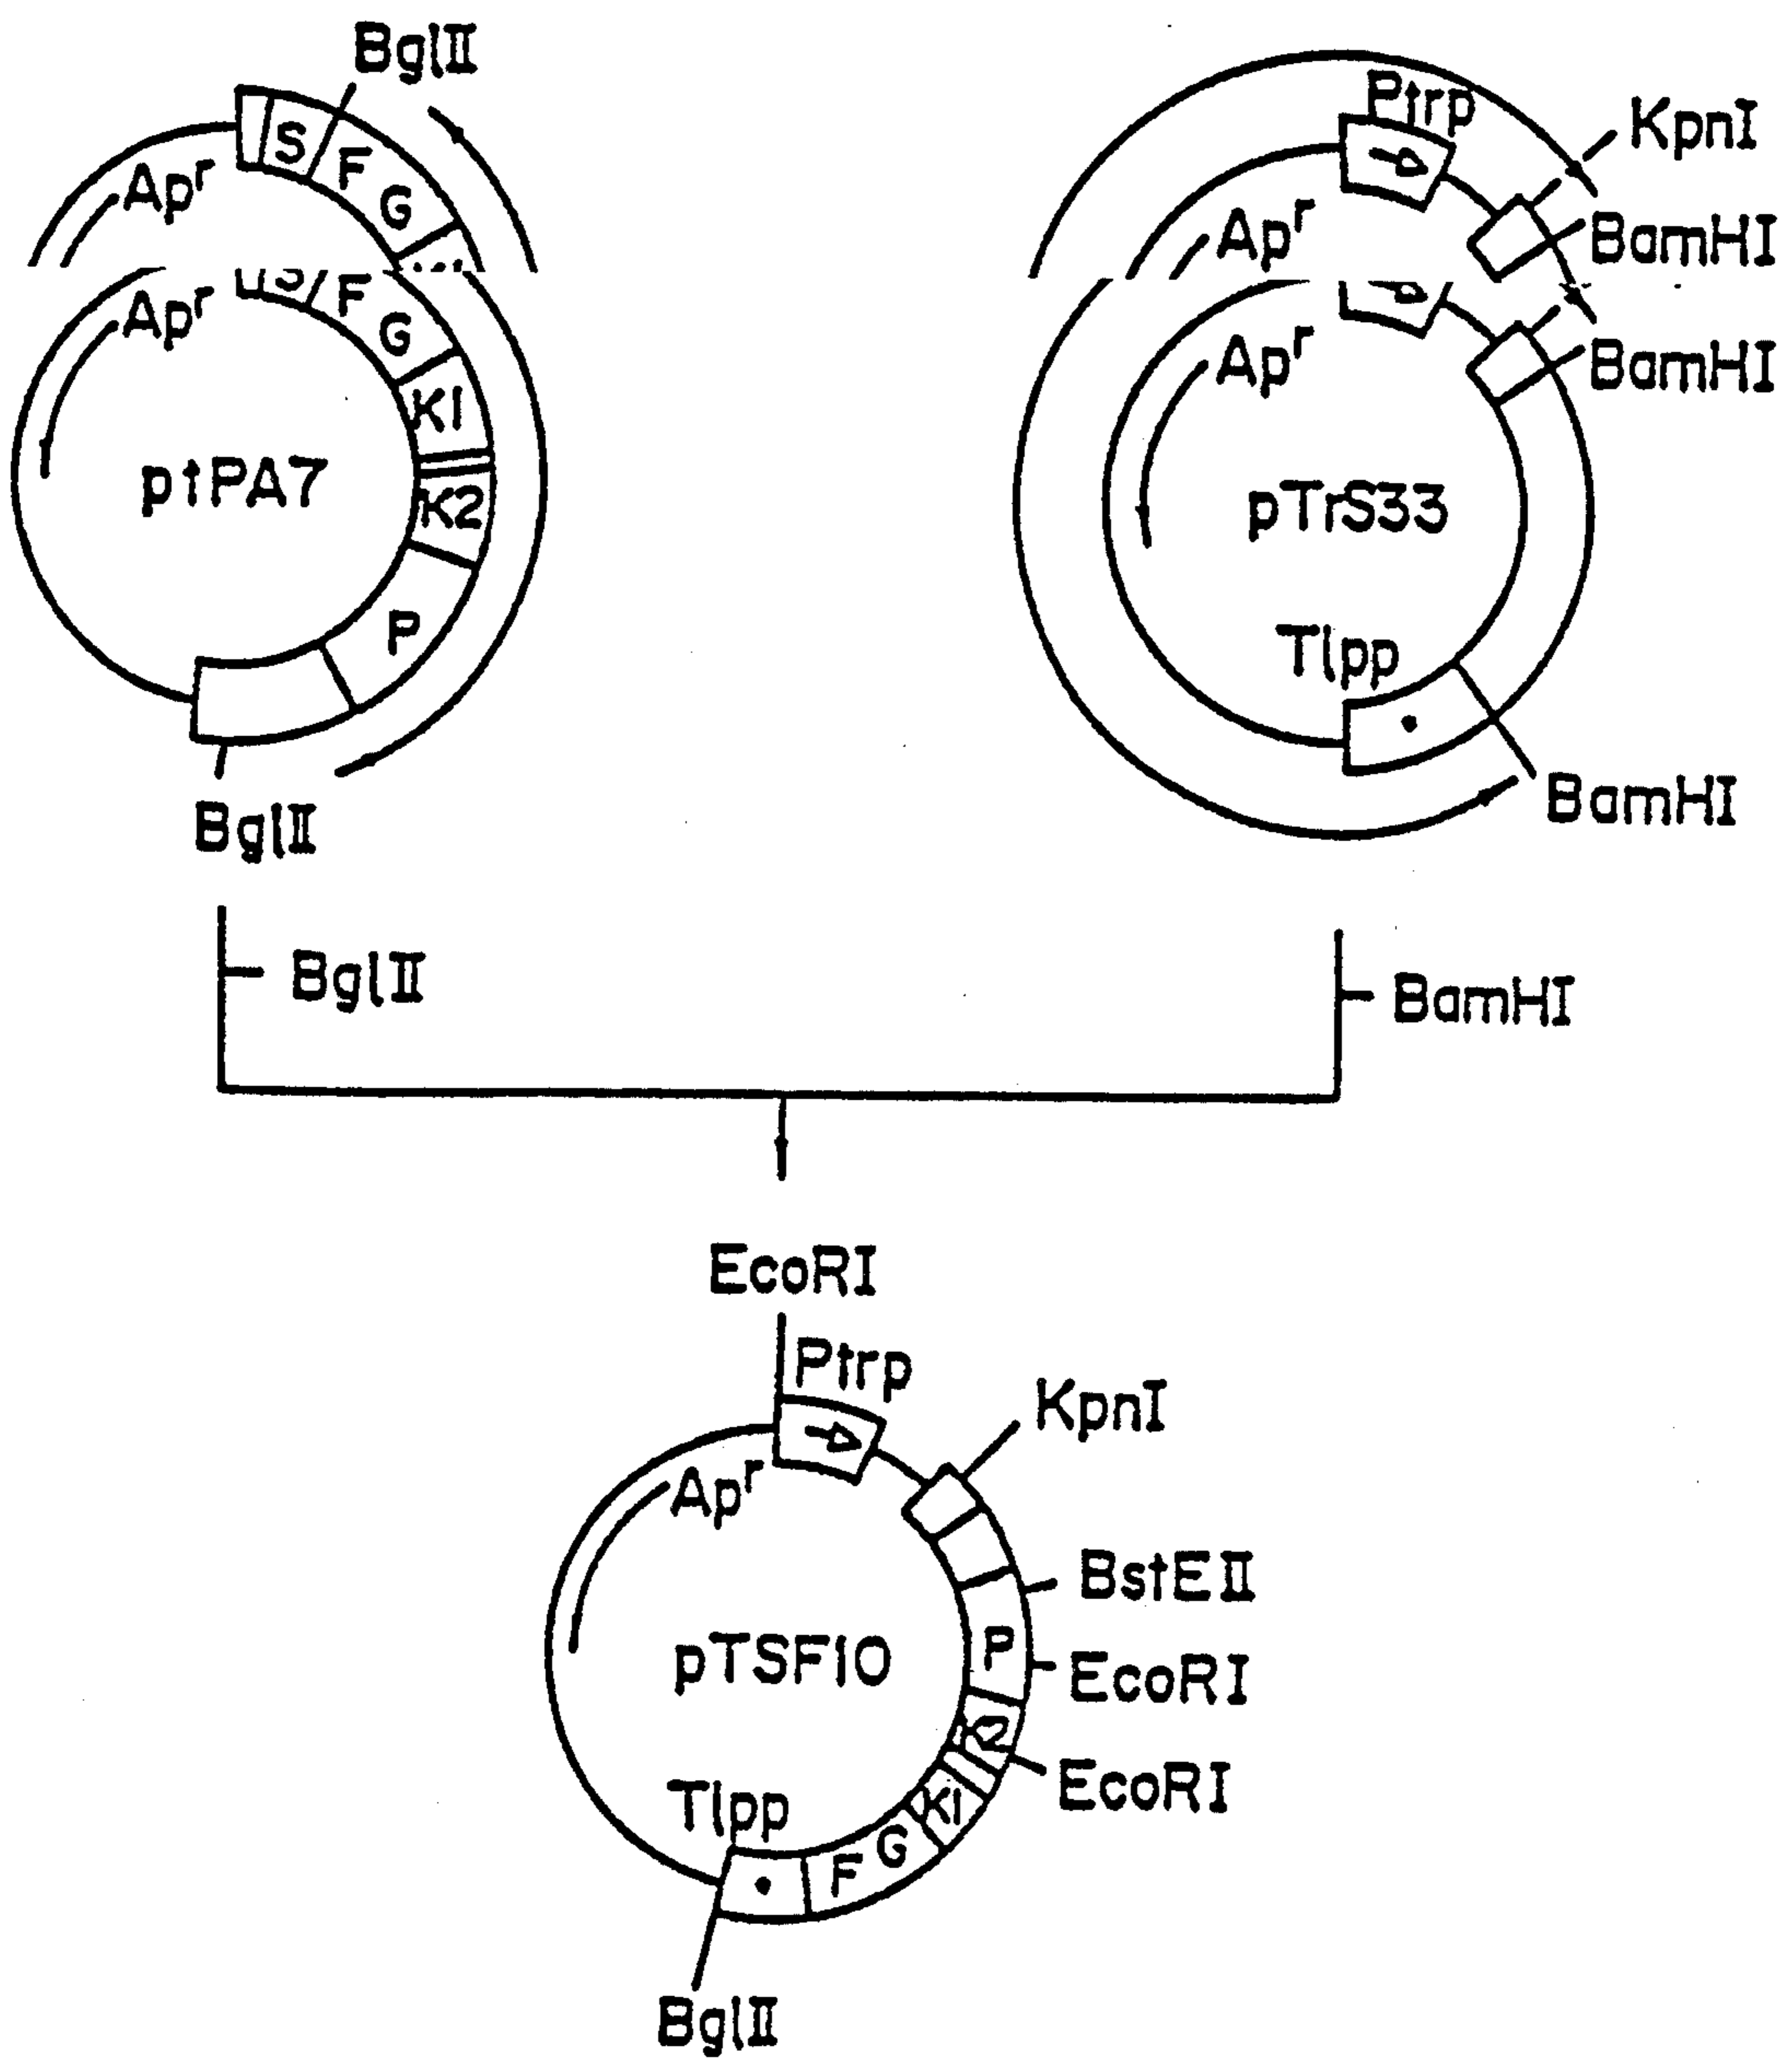 BglII
S
F
G
Apr
Apr
F
G
K1
K2
P
ptPA7
BglII
Ptrp
KpnI
BamHI
Apr
Apr
BamHI
pTrS33
Tlpp
BamHI
BglII
BamHI
EcoRI
Ptrp
KpnI
Apr
BstEII
P
EcoRI
pTSF10
K2
EcoRI
K1
Tlpp
G
F
BglII